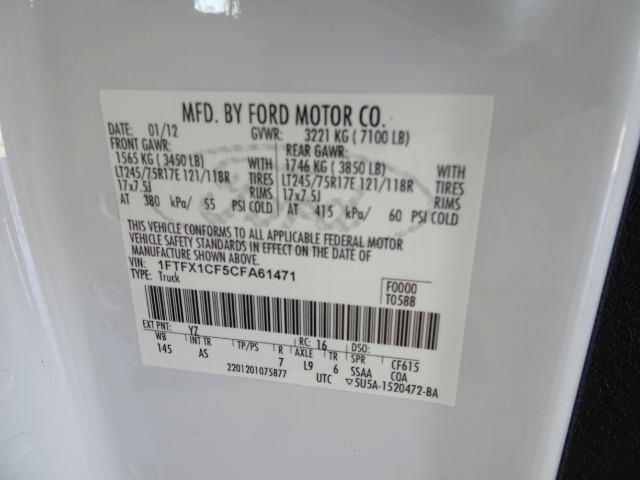 MFD. BY FORD MOTOR CO.
DATE: 01/12 GVWR: 3221 KG ( 7100 LB)
FRONT GAWR: REAR GAWR:
1565 KG ( 3450 LB) WITH 1746 KG ( 3850 LB) WITH
LT245/75R17E 121/118R TIRES LT245/75R17E 121/118R TIRES
17x7.5J RIMS 17x7.5J RIMS
AT 380 kPa/ 55 PSI COLD AT 415 kPa/ 60 PSI COLD
THIS VEHICLE CONFORMS TO ALL APPLICABLE FEDERAL MOTOR
VEHICLE SAFETY STANDARDS IN EFFECT ON THE DATE OF
MANUFACTURE SHOWN ABOVE.
VIN: 1FTFX1CF5CFA61471 F0000
TYPE: Truck T0588
EXT PNT: YZ RC: 16 DSO:
WB INT TR TP/PS R AXLE TR SPR CF615
145 AS 7 L9 6 SSAA CQA
2201201075877 UTC 5U5A-1520472-BA